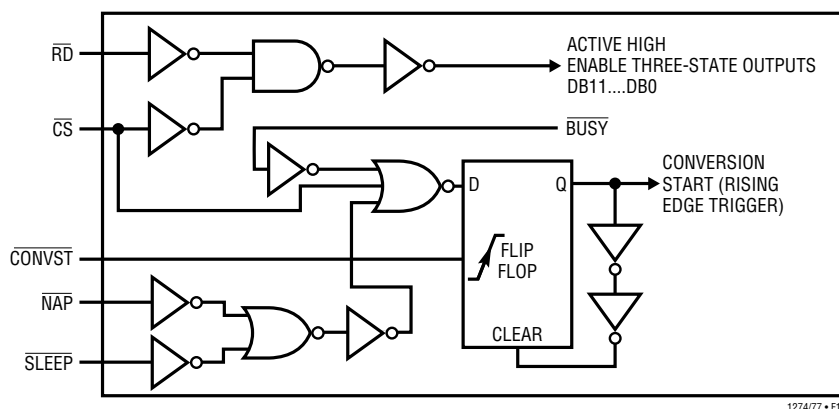 RD
ACTIVE HIGH
ENABLE THREE-STATE OUTPUTS
DB11....DB0
CS
BUSY
D
Q
CONVERSION
START (RISING
EDGE TRIGGER)
CONVST
FLIP
FLOP
NAP
CLEAR
SLEEP